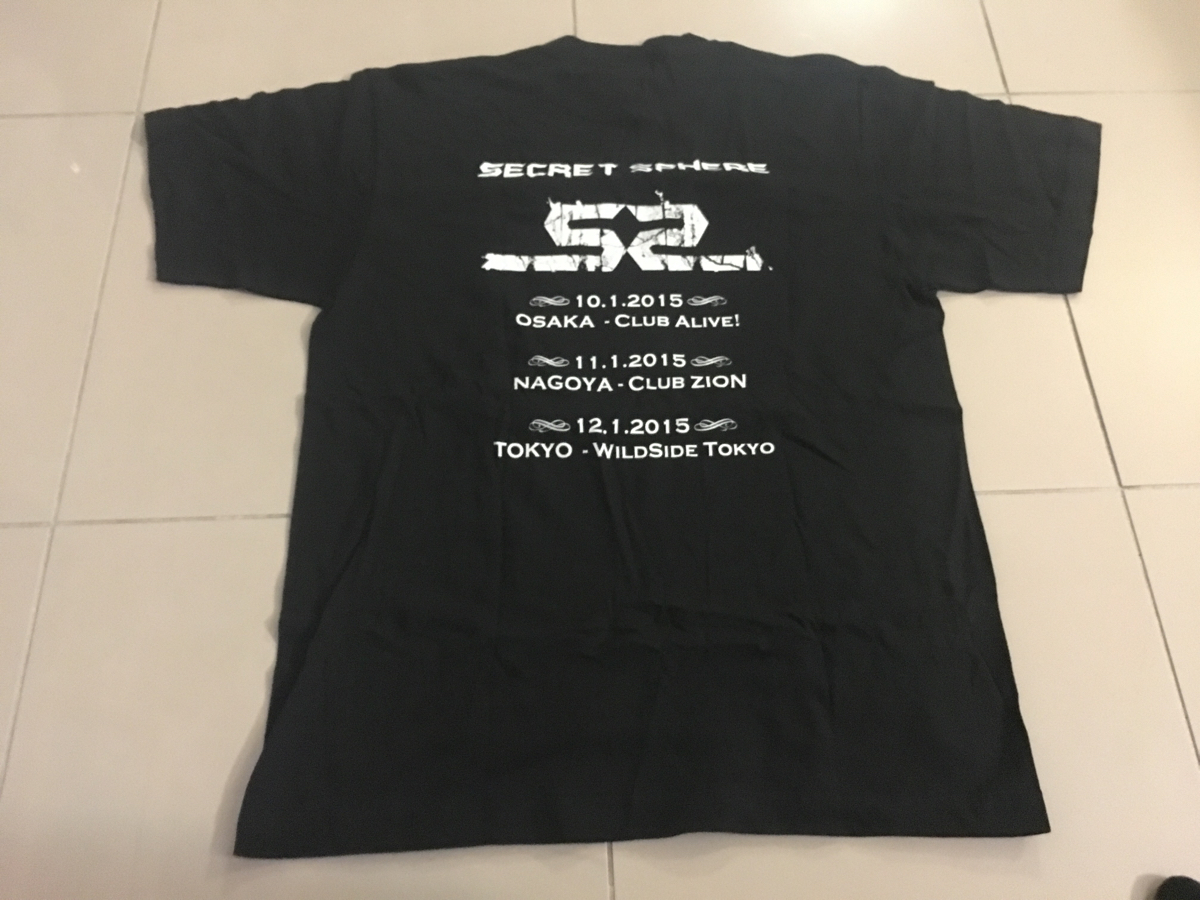 SECRET SPHERE
SS
10.1.2015
OSAKA - CLUB ALIVE!
11.1.2015
NAGOYA - CLUB ZION
12.1.2015
TOKYO - WILDSIDE TOKYO